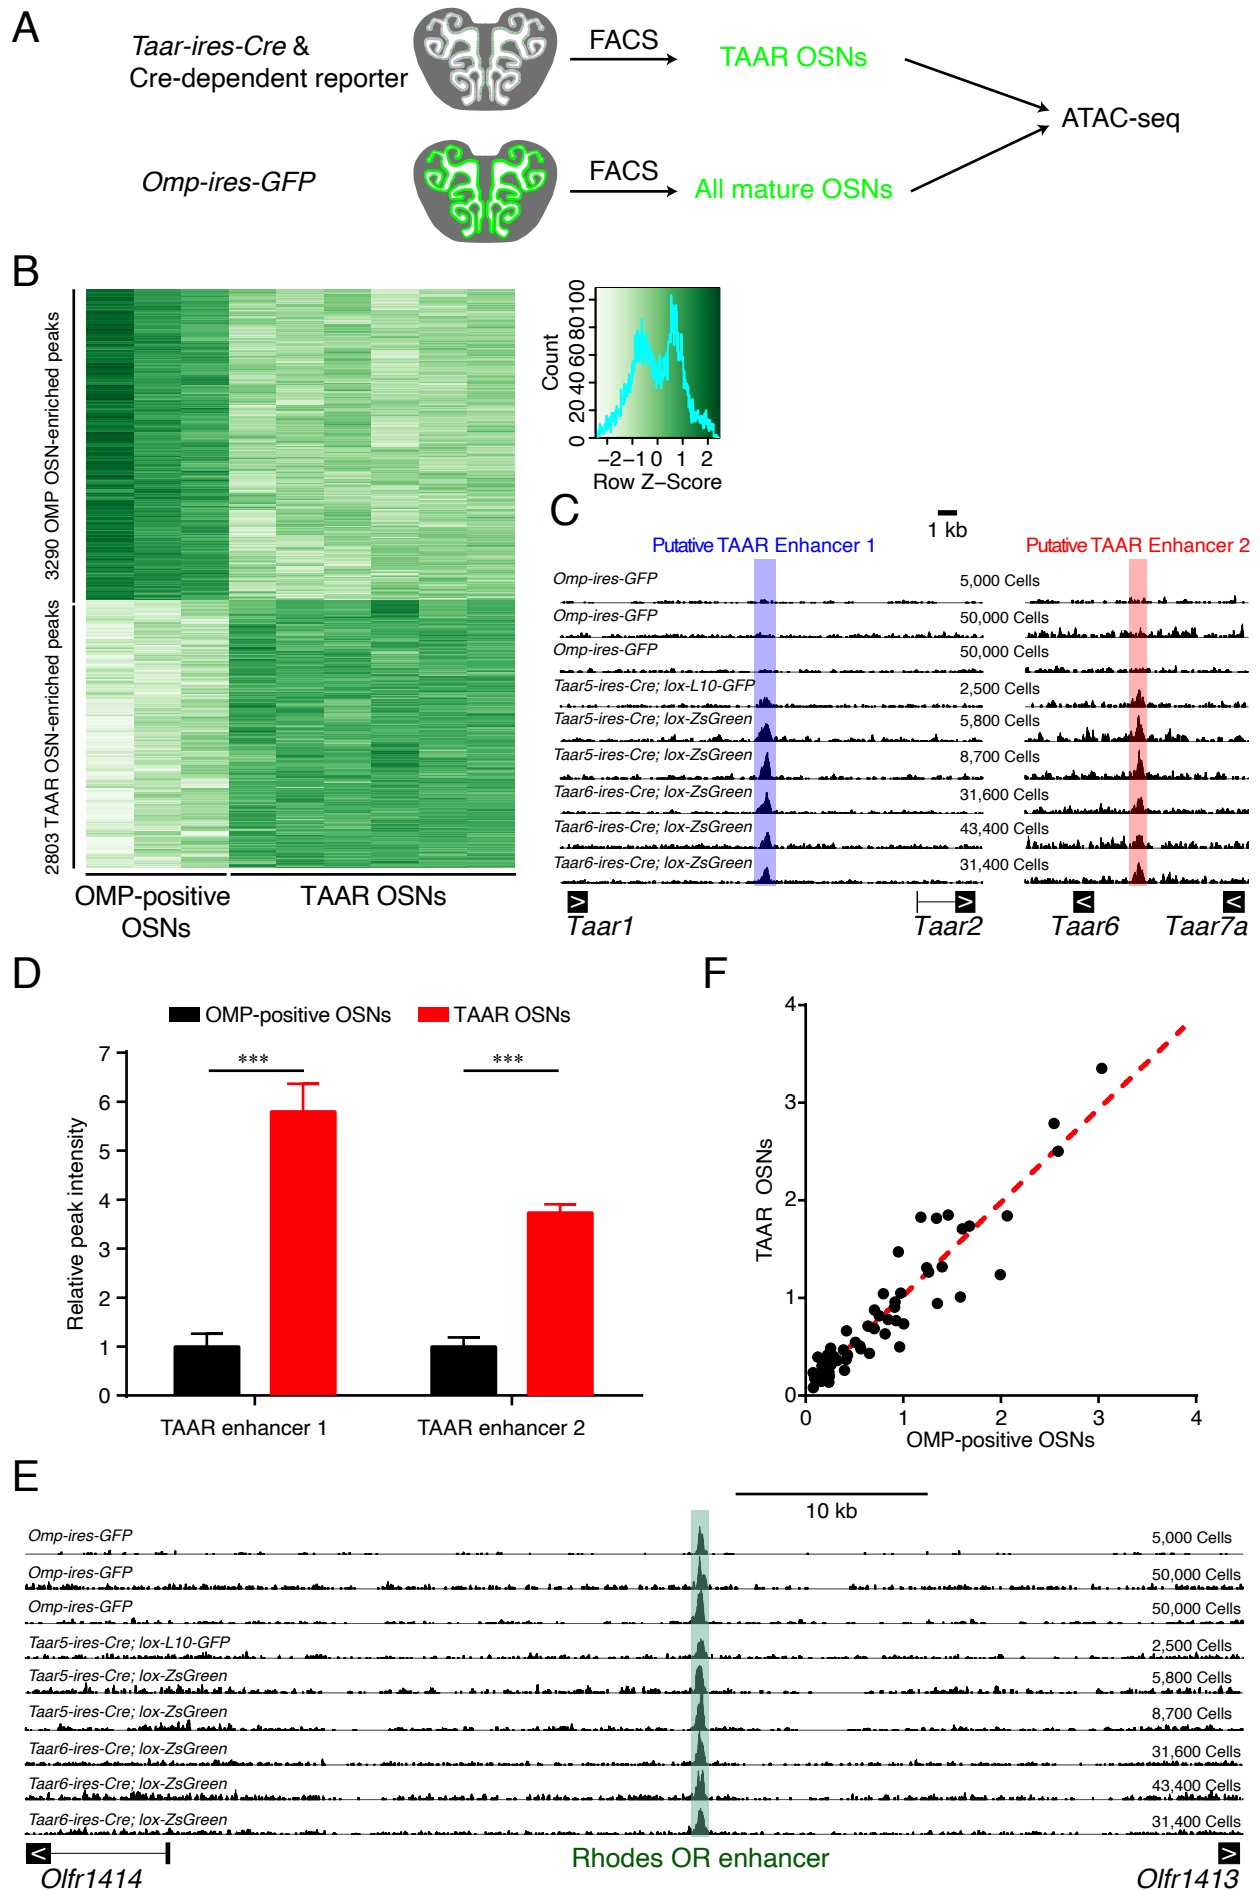 A
Taar-ires-Cre &
Cre-dependent reporter
FACS
TAAR OSNs
ATAC-seq
Omp-ires-GFP
FACS
All mature OSNs
B
3290 OMP OSN-enriched peaks
2803 TAAR OSN-enriched peaks
OMP-positive
OSNs
TAAR OSNs
Count
0 20 40 60 80 100
−2 −1 0 1 2
Row Z−Score
C
1 kb
Putative TAAR Enhancer 1
Putative TAAR Enhancer 2
Omp-ires-GFP 5,000 Cells
Omp-ires-GFP 50,000 Cells
Omp-ires-GFP 50,000 Cells
Taar5-ires-Cre; lox-L10-GFP 2,500 Cells
Taar5-ires-Cre; lox-ZsGreen 5,800 Cells
Taar5-ires-Cre; lox-ZsGreen 8,700 Cells
Taar6-ires-Cre; lox-ZsGreen 31,600 Cells
Taar6-ires-Cre; lox-ZsGreen 43,400 Cells
Taar6-ires-Cre; lox-ZsGreen 31,400 Cells
> > < <
Taar1 Taar2 Taar6 Taar7a
D
OMP-positive OSNs TAAR OSNs
Relative peak intensity
7
6
5
4
3
2
1
0
*** ***
TAAR enhancer 1 TAAR enhancer 2
F
TAAR OSNs
4
3
2
1
0
0 1 2 3 4
OMP-positive OSNs
E
10 kb
Omp-ires-GFP 5,000 Cells
Omp-ires-GFP 50,000 Cells
Omp-ires-GFP 50,000 Cells
Taar5-ires-Cre; lox-L10-GFP 2,500 Cells
Taar5-ires-Cre; lox-ZsGreen 5,800 Cells
Taar5-ires-Cre; lox-ZsGreen 8,700 Cells
Taar6-ires-Cre; lox-ZsGreen 31,600 Cells
Taar6-ires-Cre; lox-ZsGreen 43,400 Cells
Taar6-ires-Cre; lox-ZsGreen 31,400 Cells
< >
Olfr1414 Rhodes OR enhancer Olfr1413